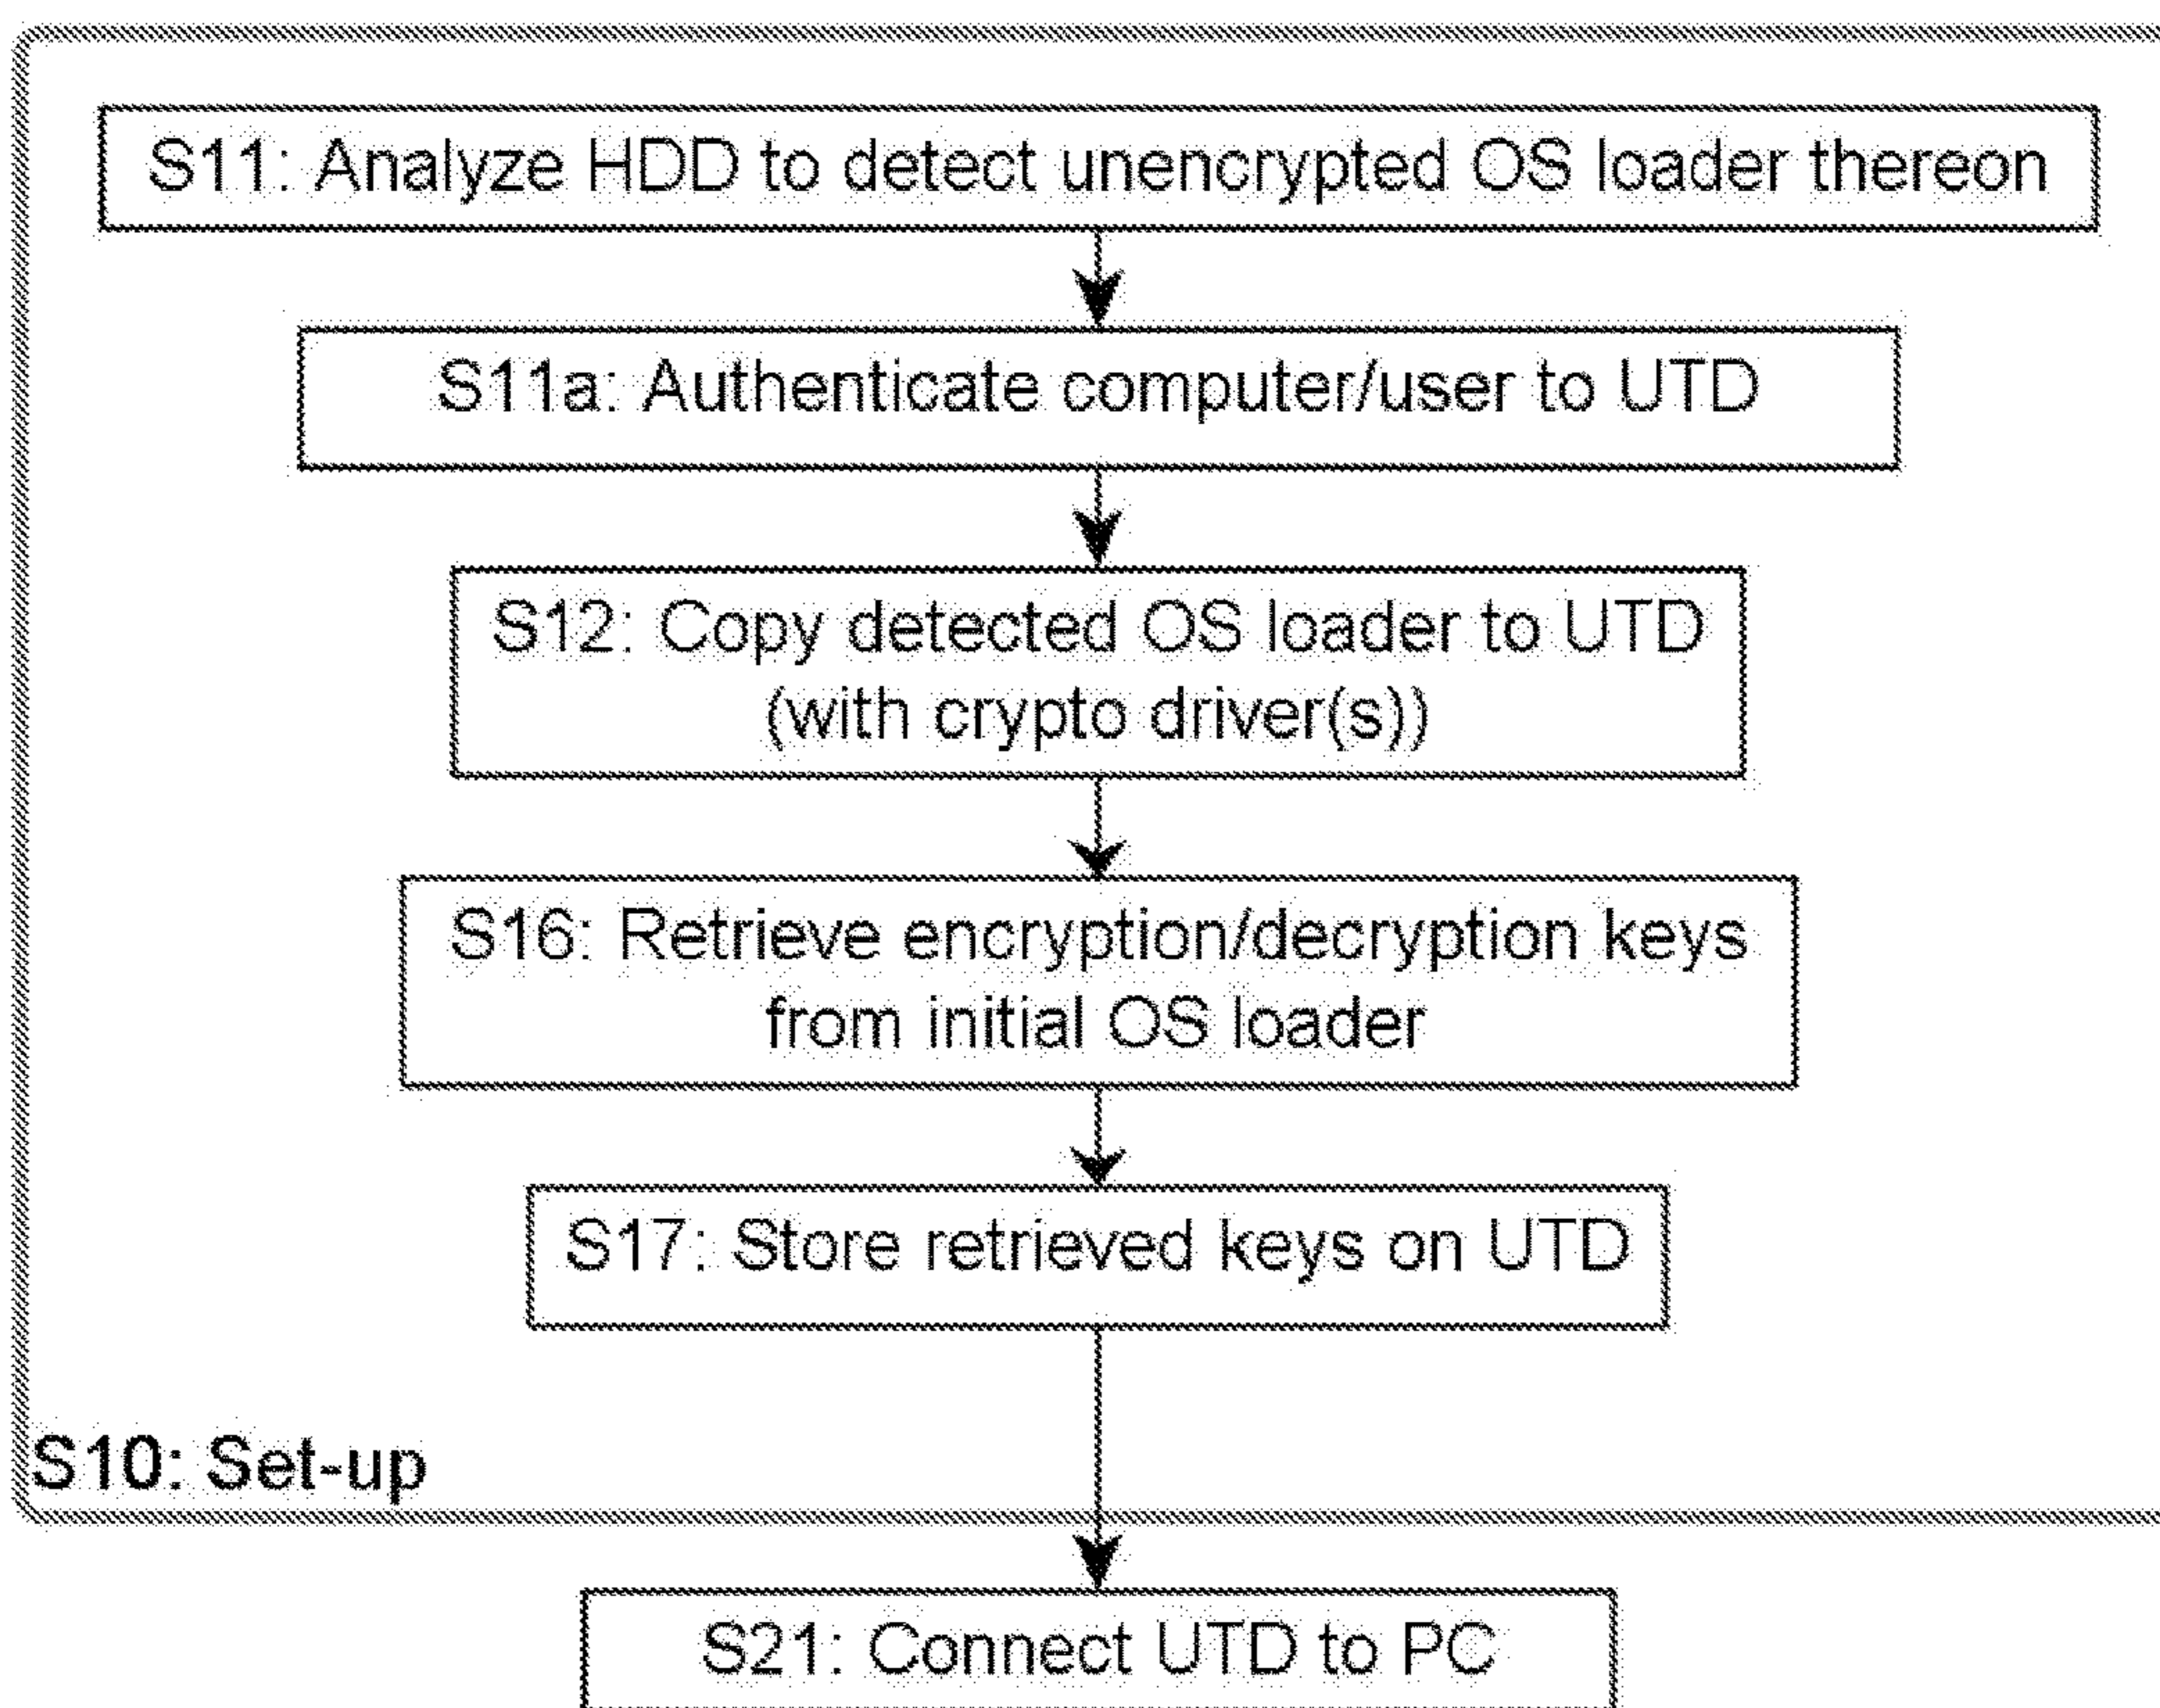 S11: Analyze HDD to detect unencrypted OS loader thereon
S11a: Authenticate computer/user to UTD
S12: Copy detected OS loader to UTD
(with crypto driver(s))
S16: Retrieve encryption/decryption keys
from initial OS loader
S17: Store retrieved keys on UTD
S10: Set-up
S21: Connect UTD to PC